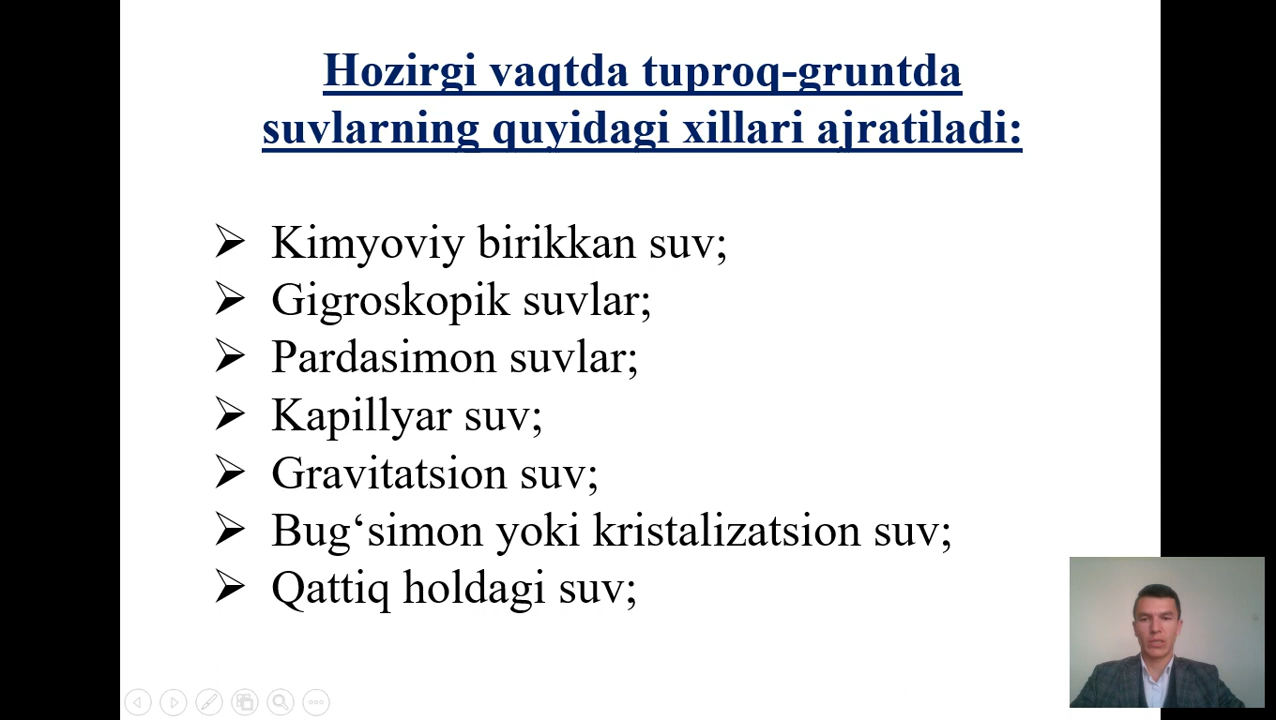 Hozirgi vaqtda tuproq-gruntda
suvlarning quyidagi xillari ajratiladi:
➢ Kimyoviy birikkan suv;
➢ Gigroskopik suvlar;
➢ Pardasimon suvlar;
➢ Kapillyar suv;
➢ Gravitatsion suv;
➢ Bug‘simon yoki kristalizatsion suv;
➢ Qattiq holdagi suv;